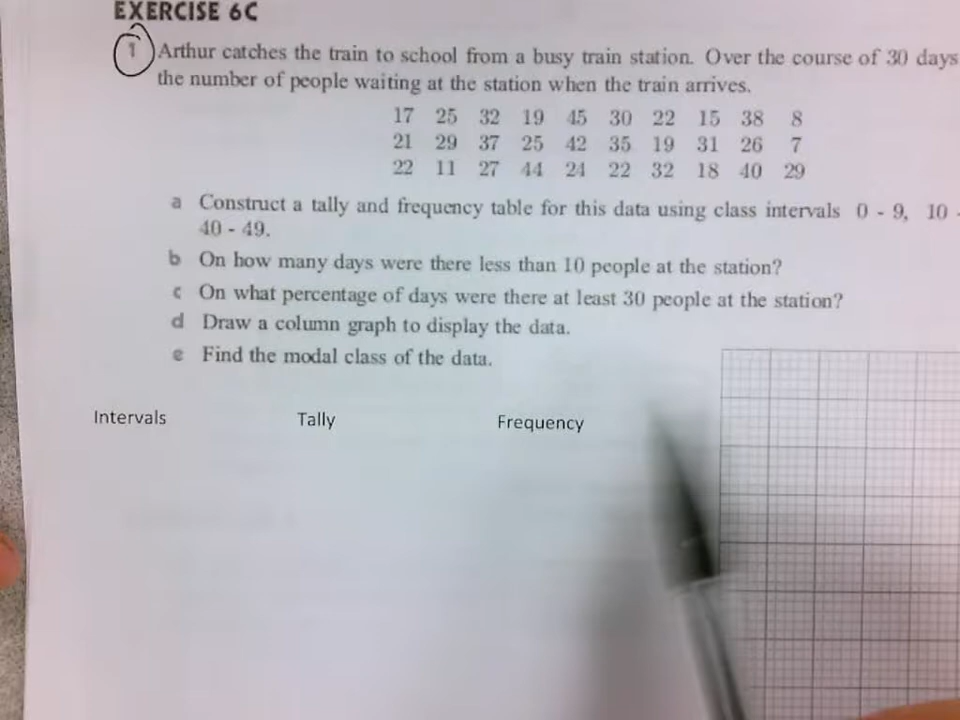 EXERCISE 6C
1 Arthur catches the train to school from a busy train station. Over the course of 30 days
the number of people waiting at the station when the train arrives.
17 25 32 19 45 30 22 15 38 8
21 29 37 25 42 35 19 31 26 7
22 11 27 44 24 22 32 18 40 29
a Construct a tally and frequency table for this data using class intervals 0 - 9, 10 -
40 - 49.
b On how many days were there less than 10 people at the station?
c On what percentage of days were there at least 30 people at the station?
d Draw a column graph to display the data.
e Find the modal class of the data.
Intervals Tally Frequency